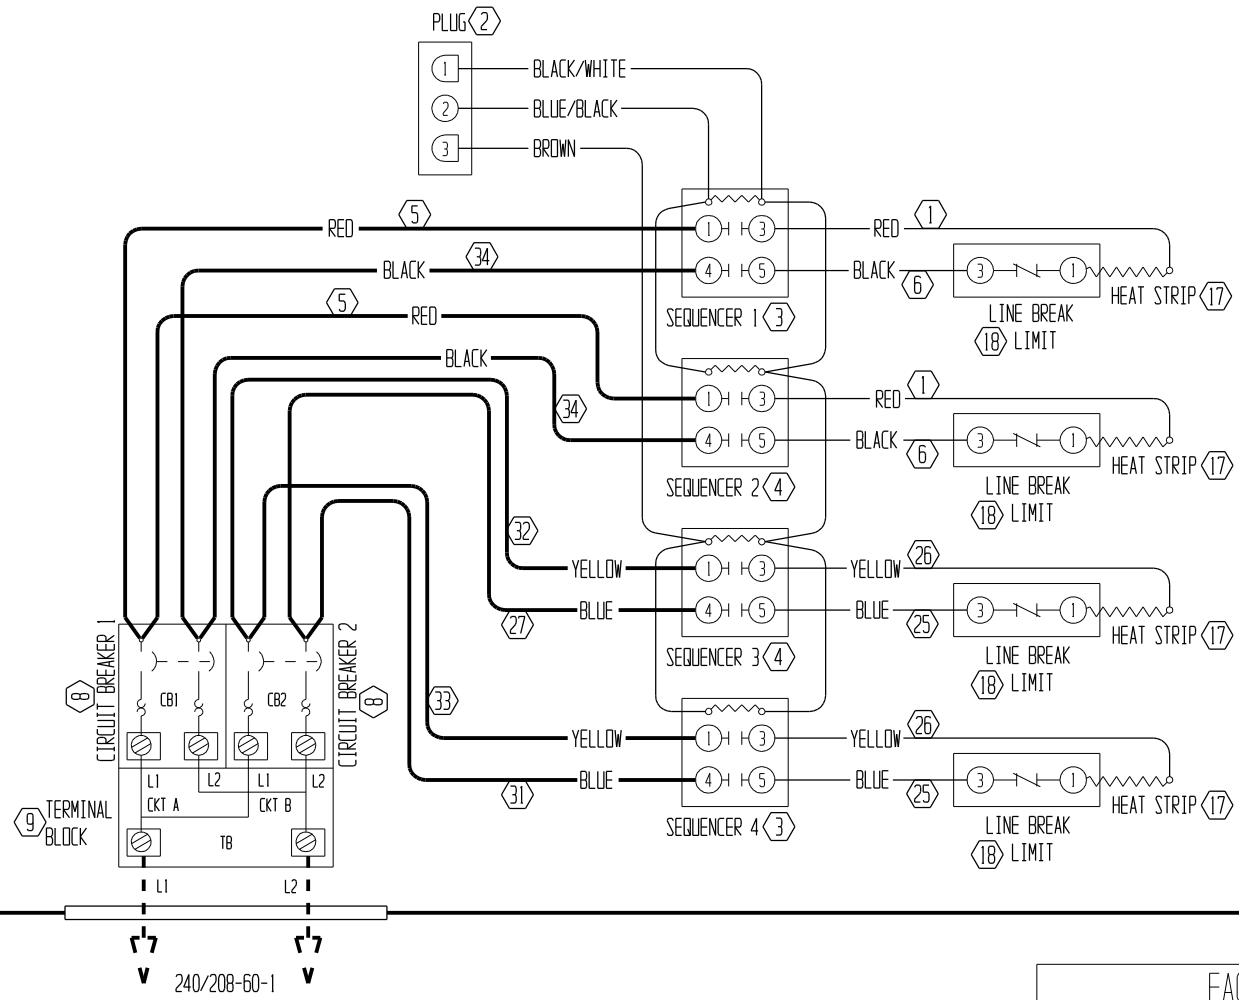 PLUG 2
1 BLACK/WHITE
2 BLUE/BLACK
3 BROWN
RED 5 1 3 RED 1
BLACK 34 4 5 BLACK 6 3 1
HEAT STRIP 17
SEQUENCER 1 3
LINE BREAK
18 LIMIT
5 RED
BLACK
34
1 3 RED 1
4 5 BLACK 6 3 1
HEAT STRIP 17
SEQUENCER 2 4
LINE BREAK
18 LIMIT
32
YELLOW 1 3 YELLOW 26
27 BLUE 4 5 BLUE 25 3 1
HEAT STRIP 17
SEQUENCER 3 4
LINE BREAK
18 LIMIT
33
YELLOW 1 3 YELLOW 26
31 BLUE 4 5 BLUE 25 3 1
HEAT STRIP 17
SEQUENCER 4 3
LINE BREAK
18 LIMIT
8 CIRCUIT BREAKER 1
CIRCUIT BREAKER 2 8
CB1 CB2
L1 L2 L1 L2
CKT A CKT B
9 TERMINAL
BLOCK
TB
L1 L2
240/208-60-1